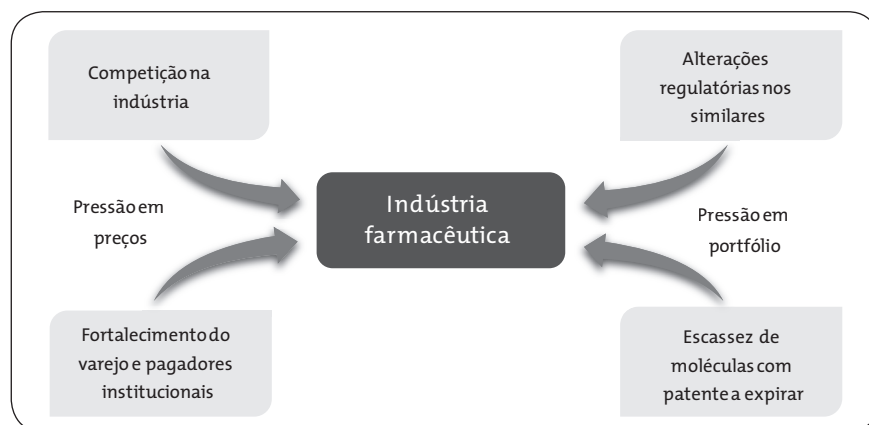 Competição na
indústria
Alterações
regulatórias nos
similares
Pressão em
preços
Indústria
farmacêutica
Pressão em
portfólio
Fortalecimento do
varejo e pagadores
institucionais
Escassez de
moléculas com
patente a expirar